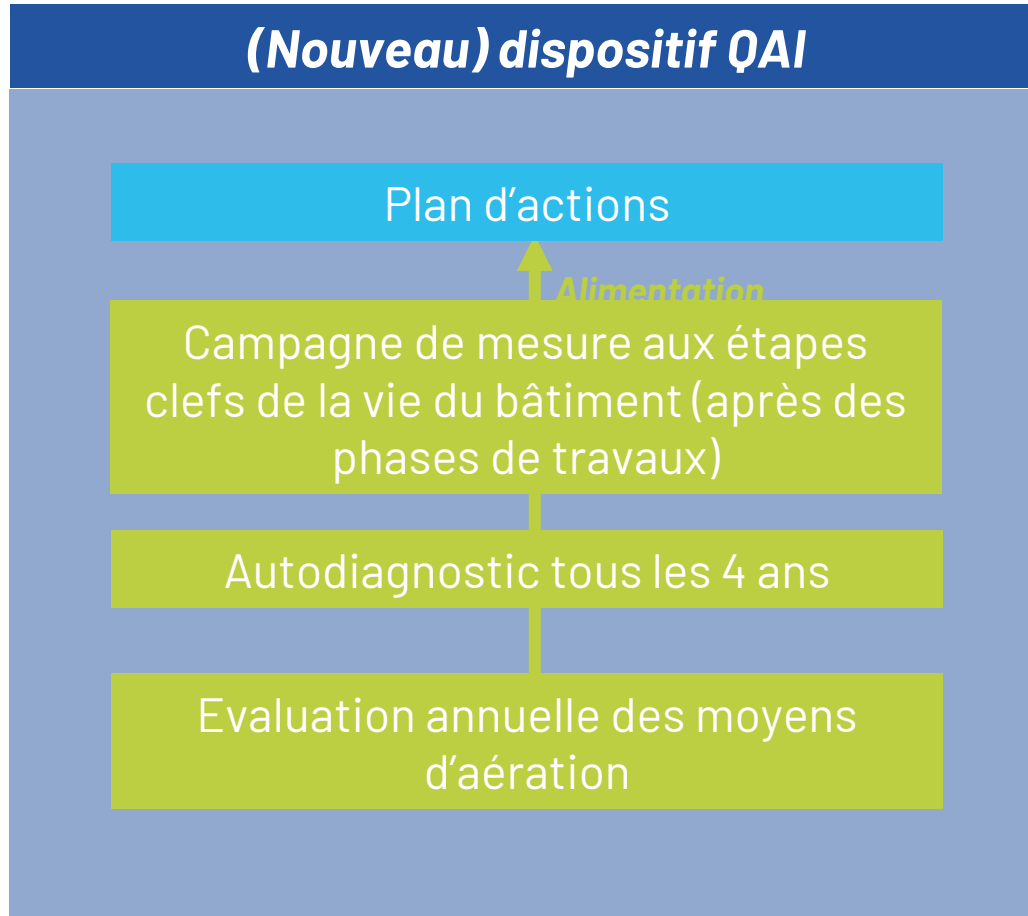 (Nouveau) dispositif QAI
Plan d’actions
Alimentation
Campagne de mesure aux étapes
clefs de la vie du bâtiment (après des
phases de travaux)
Autodiagnostic tous les 4 ans
Evaluation annuelle des moyens
d’aération